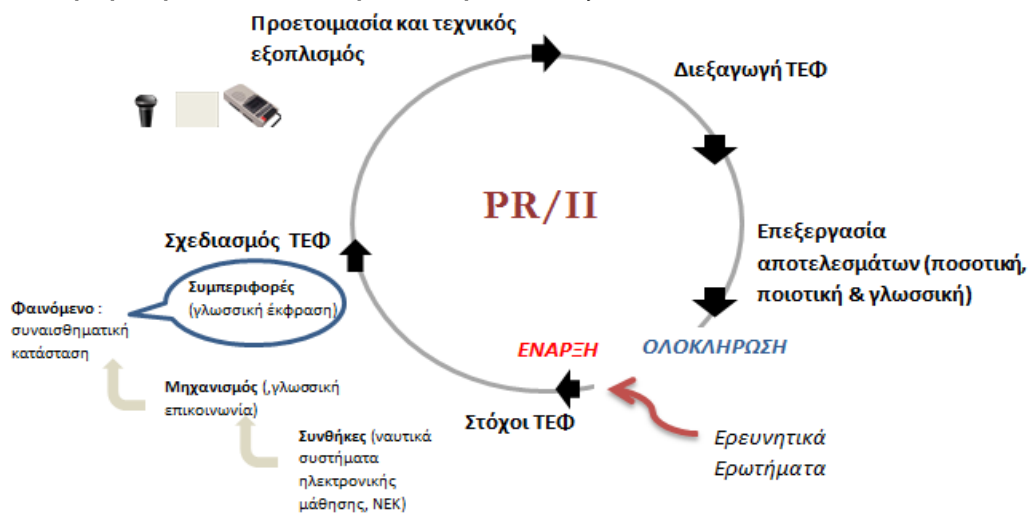 Προετοιμασία και τεχνικός
εξοπλισμός
Διεξαγωγή ΤΕΦ
PR/II
Επεξεργασία
αποτελεσμάτων (ποσοτική,
ποιοτική & γλωσσική)
Σχεδιασμός ΤΕΦ
Συμπεριφορές
(γλωσσική έκφραση)
Φαινόμενο :
συναισθηματική
κατάσταση
ΕΝΑΡΞΗ
ΟΛΟΚΛΗΡΩΣΗ
Μηχανισμός (,γλωσσική
επικοινωνία)
Στόχοι ΤΕΦ
Συνθήκες (ναυτικά
συστήματα
ηλεκτρονικής
μάθησης, ΝΕΚ)
Ερευνητικά
Ερωτήματα